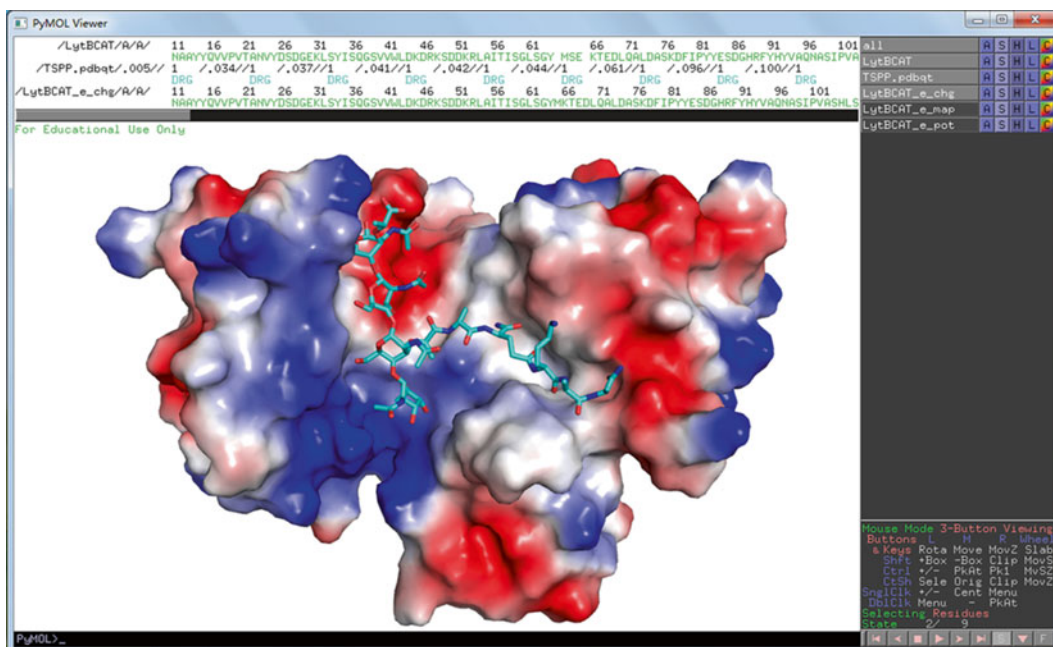 PyMOL Viewer
/LytBCAT/A/A/ 11 16 21 26 31 36 41 46 51 56 61 66 71 76 81 86 91 96 101
NAAYYQVVPVTANVYDSDGEKLSYISQGSVVWLDKDRKSDDKRLAITISGLSGY MSE KTEDLQALDASKDFIPYYESDGHRFYHYVAQNASIPVA
/TSPP.pdbqt/.005// 1 /.034//1 /.037//1 /.041//1 /.042//1 /.044//1 /.061//1 /.096//1 /.100//1
DRG DRG DRG DRG DRG DRG DRG DRG DRG
/LytBCAT_e_chg/A/A/ 11 16 21 26 31 36 41 46 51 56 61 66 71 76 81 86 91 96 101
NAAYYQVVPVTANVYDSDGEKLSYISQGSVVWLDKDRKSDDKRLAITISGLSGYMKTEDLQALDASKDFIPYYESDGHRFYHYVAQNASIPVASHLS
For Educational Use Only
all A S H L C
LytBCAT A S H L C
TSPP.pdbqt A S H L C
LytBCAT_e_chg A S H L C
LytBCAT_e_map A S H L C
LytBCAT_e_pot A S H L C
Mouse Mode 3-Button Viewing
Buttons L M R Wheel
& Keys Rota Move MovZ Slab
Shft +Box -Box Clip MovS
Ctrl +/- PkAt Pk1 MvSZ
CtSh Sele Orig Clip MovZ
SnglClk +/- Cent Menu
DblClk Menu - PkAt
Selecting Residues
State 2/ 9
S F
PyMOL>_